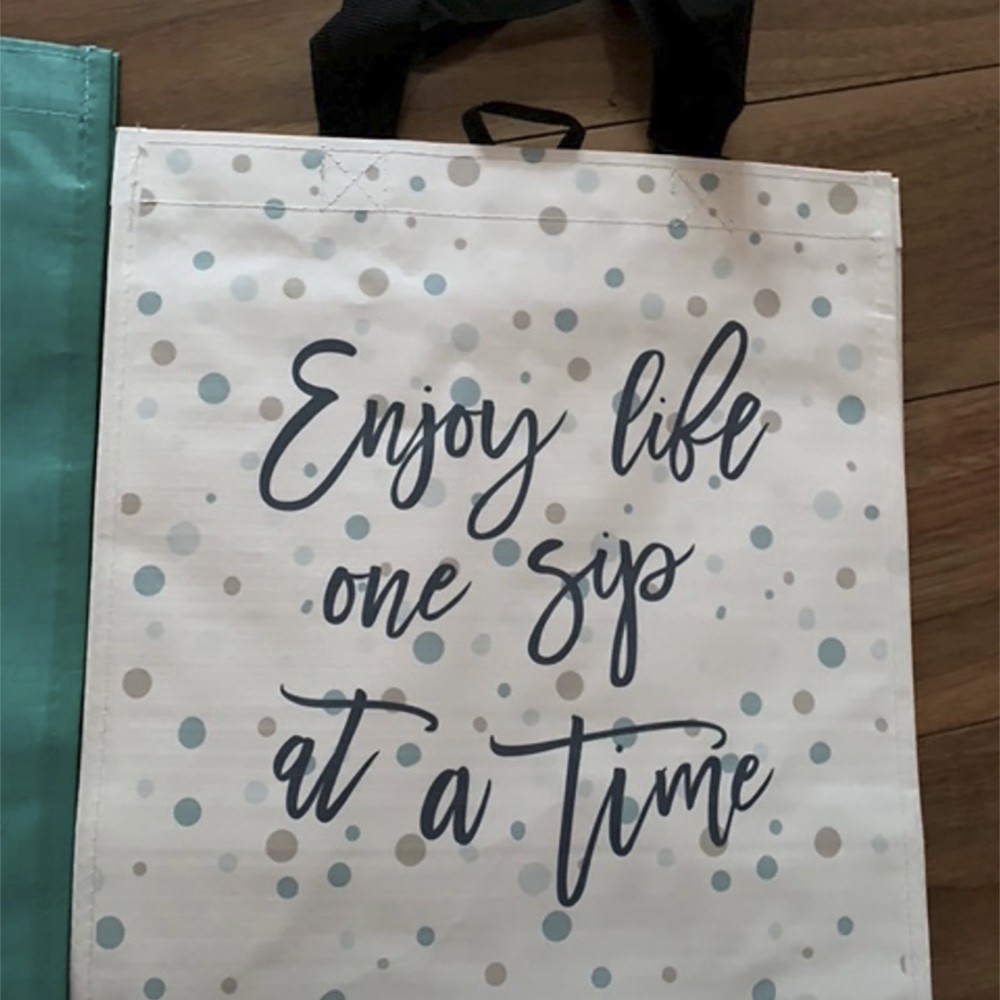 Enjoy life
one sip
at a time